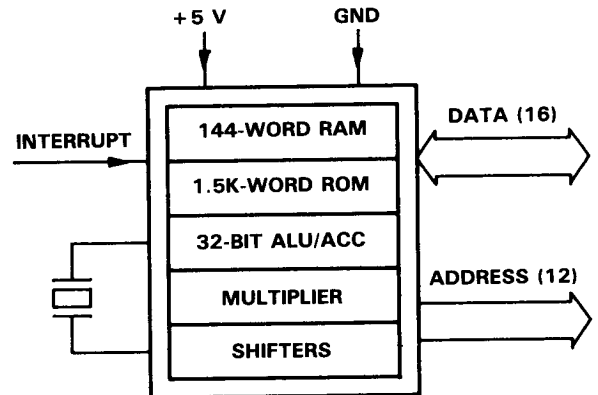 +5 V
GND
INTERRUPT
144-WORD RAM
1.5K-WORD ROM
32-BIT ALU/ACC
MULTIPLIER
SHIFTERS
DATA (16)
ADDRESS (12)